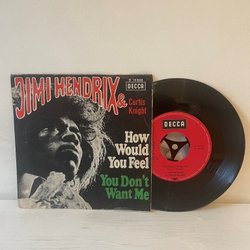 DECCA
JIMI HENDRIX &
Curtis
Knight
How
Would
You Feel
You Don't
Want Me
DECCA